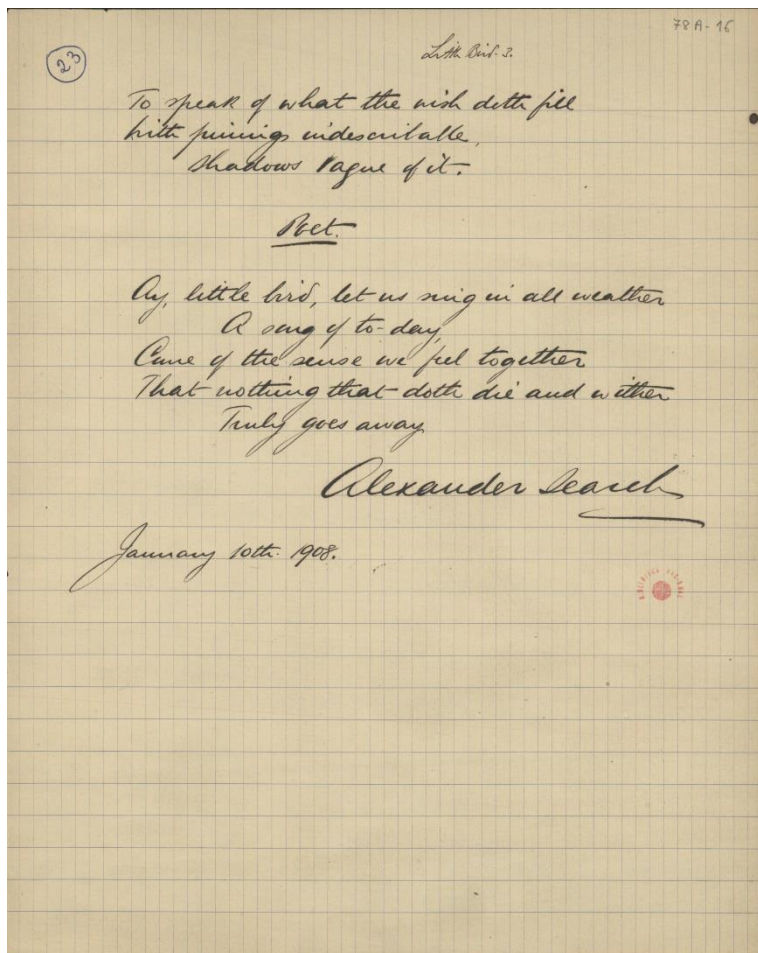 78A-16
23
Little Bird-3.
To speak of what the wish doth fill
With pinings indescribable,
Shadows vague of it.
Poet.
Ay, little bird, let us sing in all weather
A song of to-day,
Come of the sense we feel together
That nothing that doth die and wither
Truly goes away
Alexander Search
January 10th. 1908.